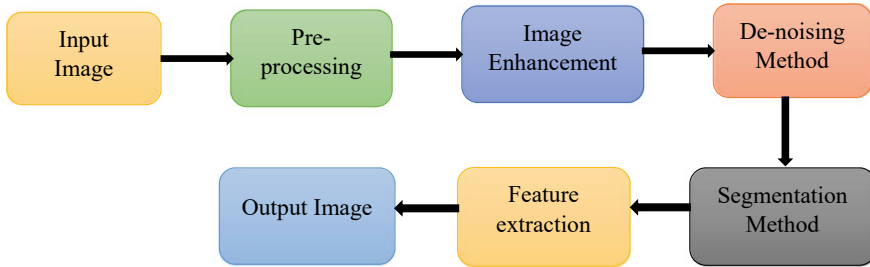 Input
Image
Pre-
processing
Image
Enhancement
De-noising
Method
Segmentation
Method
Feature
extraction
Output Image